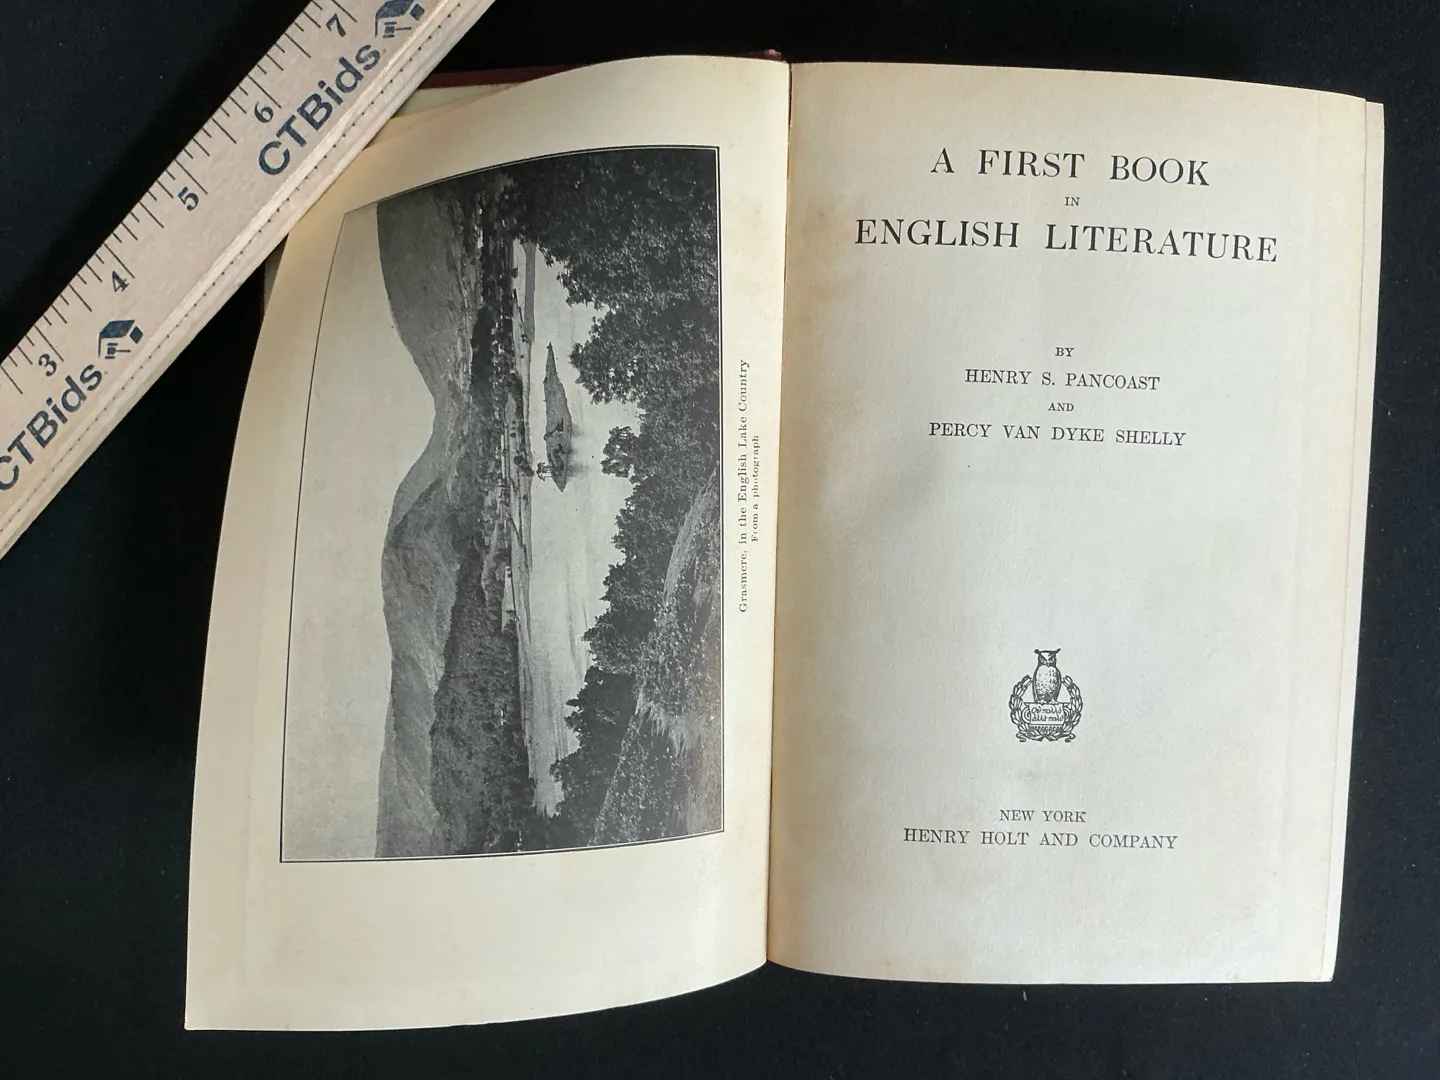 CTBids
3
4
5
6
7
CTBids
Grasmere, in the English Lake Country
From a photograph
A FIRST BOOK
IN
ENGLISH LITERATURE
BY
HENRY S. PANCOAST
AND
PERCY VAN DYKE SHELLY
NEW YORK
HENRY HOLT AND COMPANY